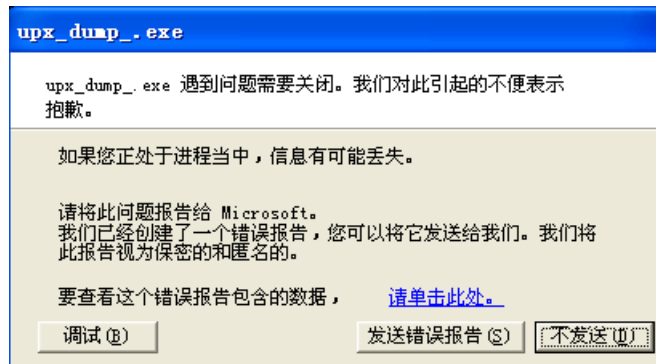 upx_dump_.exe
upx_dump_.exe 遇到问题需要关闭。我们对此引起的不便表示
抱歉。
如果您正处于进程当中，信息有可能丢失。
请将此问题报告给 Microsoft。
我们已经创建了一个错误报告，您可以将它发送给我们。我们将
此报告视为保密的和匿名的。
要查看这个错误报告包含的数据， 请单击此处。
调试(B) 发送错误报告(S) 不发送(D)